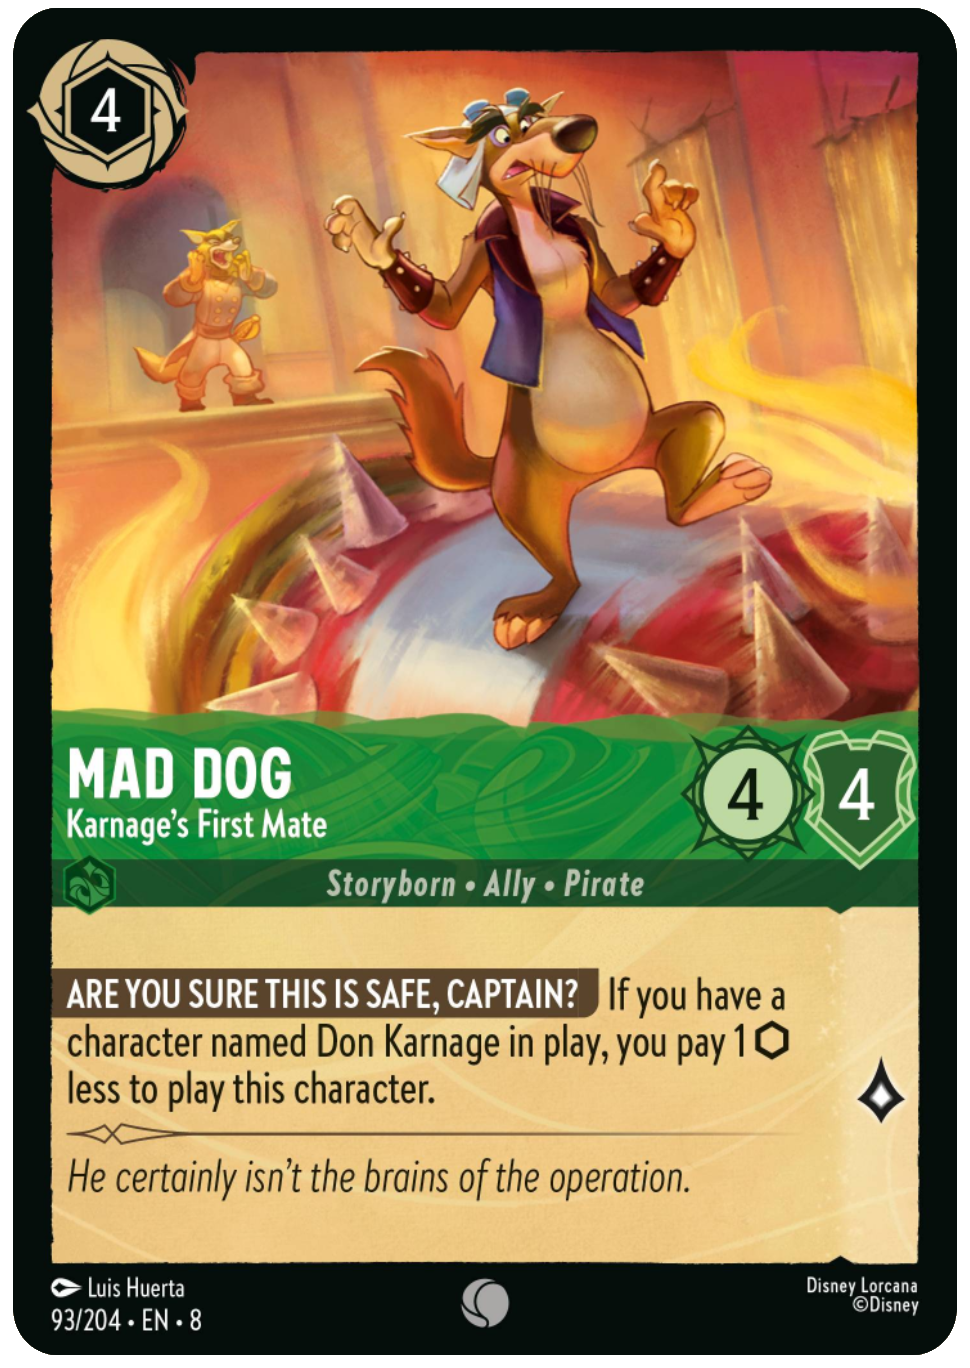 4
MAD DOG
Karnage's First Mate
4
4
Storyborn • Ally • Pirate
ARE YOU SURE THIS IS SAFE, CAPTAIN? If you have a
character named Don Karnage in play, you pay 1
less to play this character.
He certainly isn't the brains of the operation.
Luis Huerta
93/204 • EN • 8
Disney Lorcana
©Disney